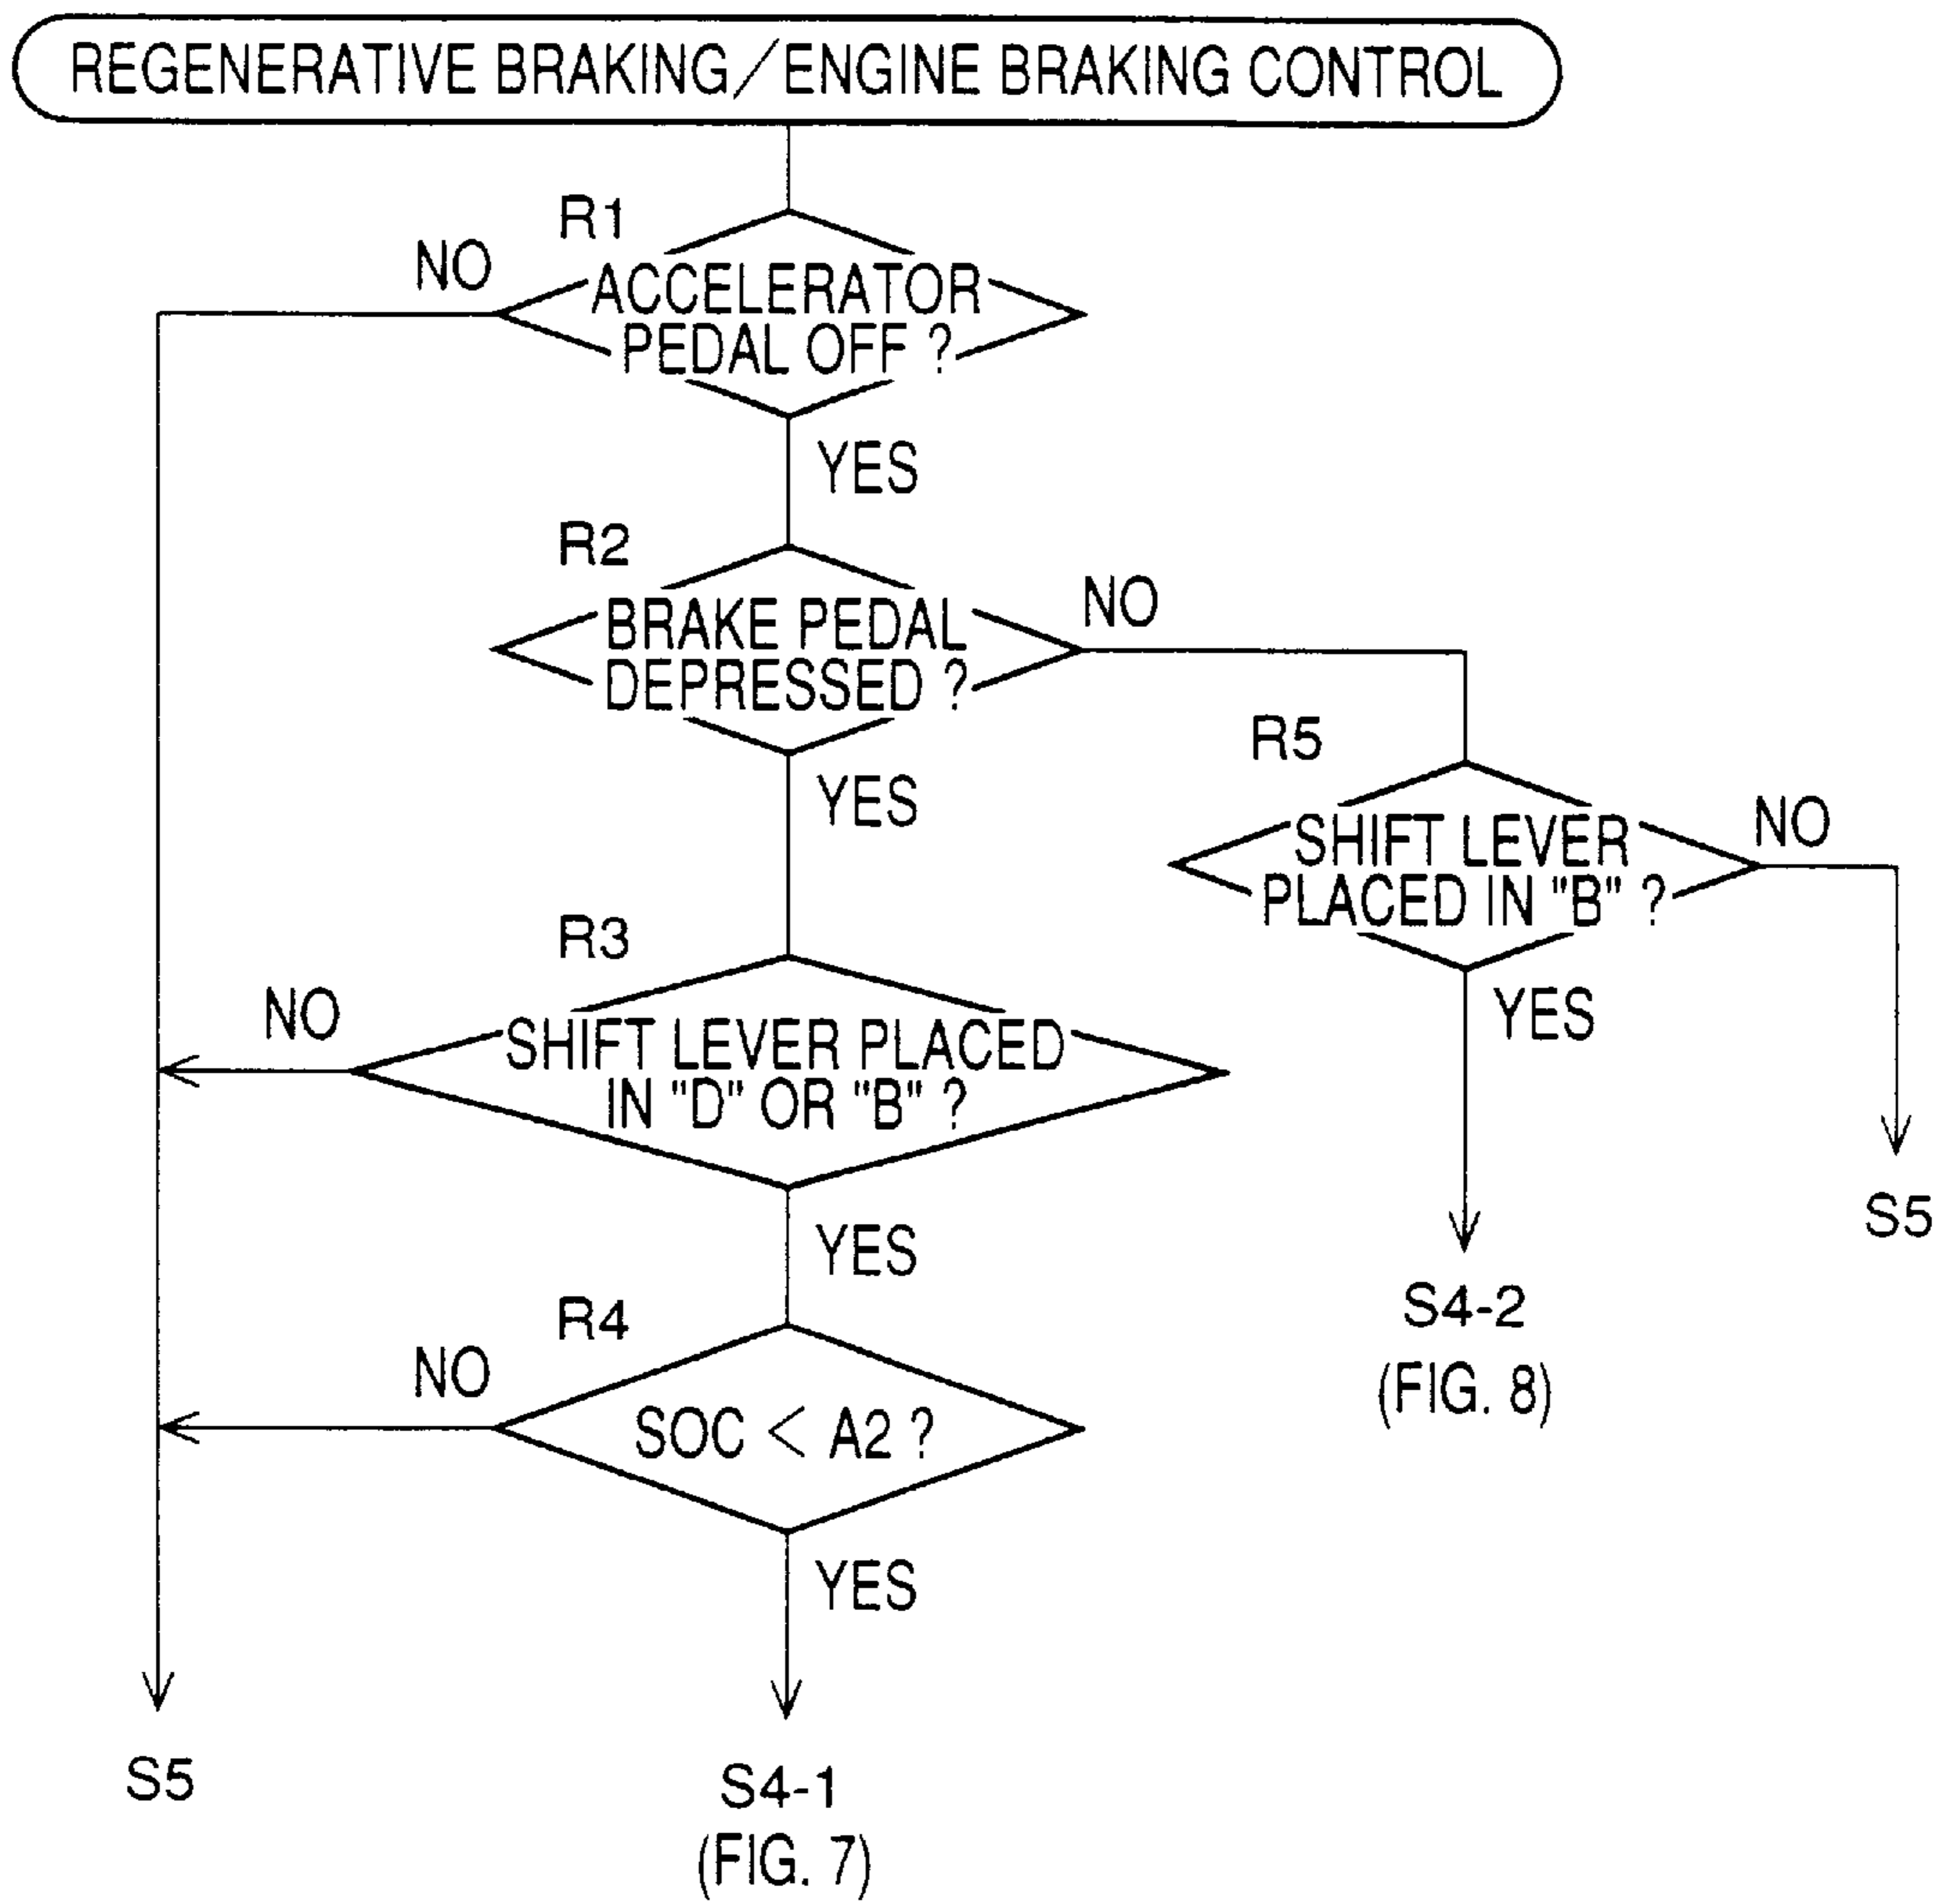 REGENERATIVE BRAKING/ENGINE BRAKING CONTROL
R1
NO
ACCELERATOR
PEDAL OFF ?
YES
R2
BRAKE PEDAL
DEPRESSED ?
NO
YES
R5
SHIFT LEVER
PLACED IN "B" ?
NO
YES
S5
S4-2
(FIG. 8)
R3
NO
SHIFT LEVER PLACED
IN "D" OR "B" ?
YES
R4
NO
SOC < A2 ?
YES
S5
S4-1
(FIG. 7)